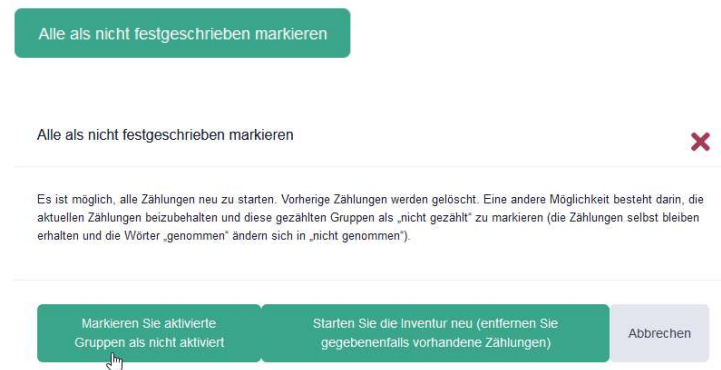 Alle als nicht festgeschrieben markieren
Alle als nicht festgeschrieben markieren
Es ist möglich, alle Zählungen neu zu starten. Vorherige Zählungen werden gelöscht. Eine andere Möglichkeit besteht darin, die
aktuellen Zählungen beizubehalten und diese gezählten Gruppen als „nicht gezählt“ zu markieren (die Zählungen selbst bleiben
erhalten und die Wörter „genommen“ ändern sich in „nicht genommen“).
Markieren Sie aktivierte
Gruppen als nicht aktiviert
Starten Sie die Inventur neu (entfernen Sie
gegebenenfalls vorhandene Zählungen)
Abbrechen